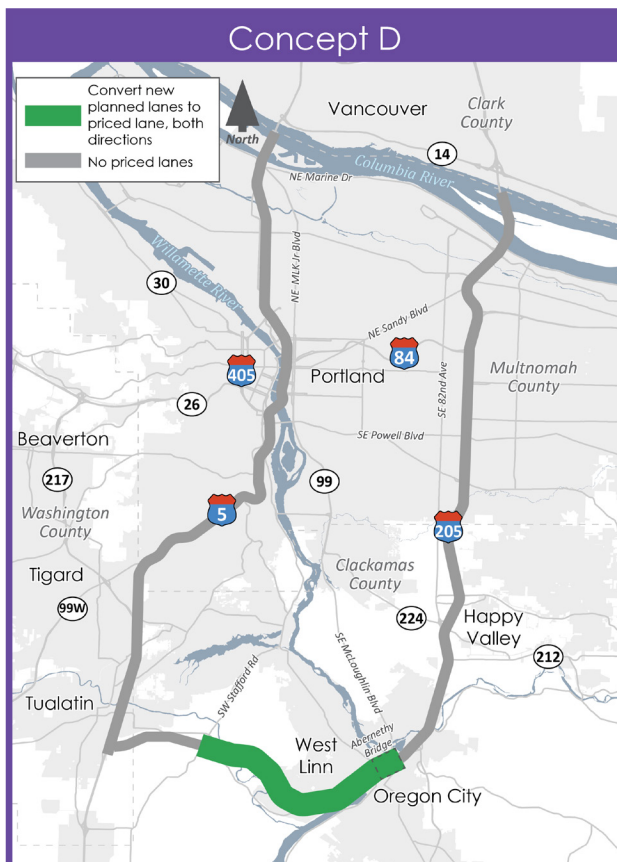 Concept D
Convert new
planned lanes to
priced lane, both
directions
No priced lanes
North
Vancouver
Clark
County
14
Columbia River
NE Marine Dr
Willamette River
NE MLK Jr Blvd
30
NE Sandy Blvd
405
84
Portland
SE 82nd Ave
Multnomah
County
26
SE Powell Blvd
Beaverton
217
99
Washington
County
5
205
Clackamas
County
Tigard
99W
224
Happy
Valley
212
SE McLoughlin Blvd
SW Stafford Rd
Tualatin
Abernethy
Bridge
West
Linn
Oregon City